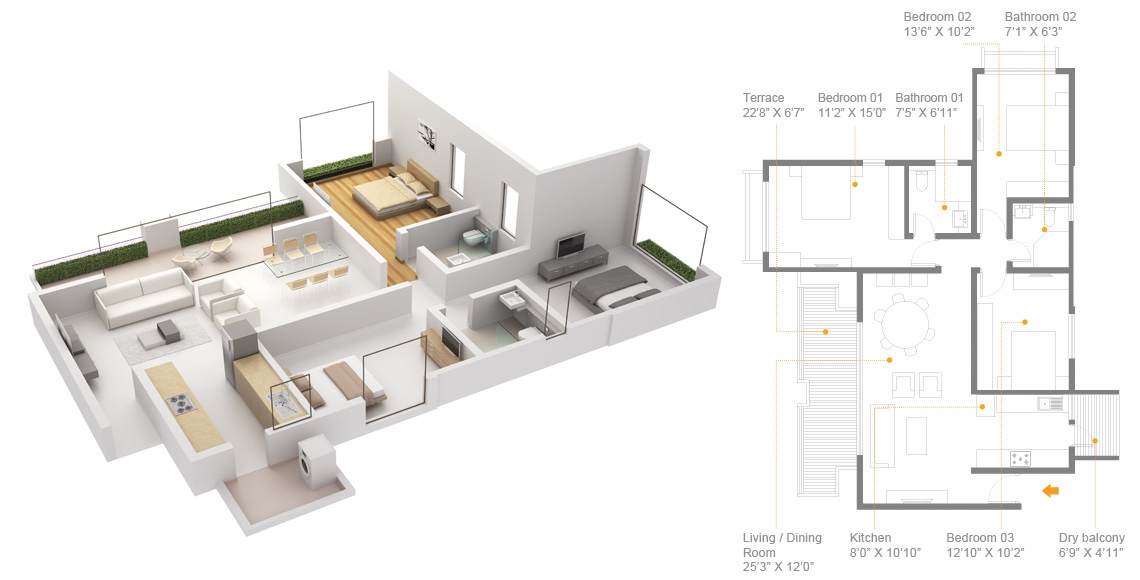 Bedroom 02
13'6" X 10'2"
Bathroom 02
7'1" X 6'3"
Terrace
22'8" X 6'7"
Bedroom 01
11'2" X 15'0"
Bathroom 01
7'5" X 6'11"
Living / Dining
Room
25'3" X 12'0"
Kitchen
8'0" X 10'10"
Bedroom 03
12'10" X 10'2"
Dry balcony
6'9" X 4'11"